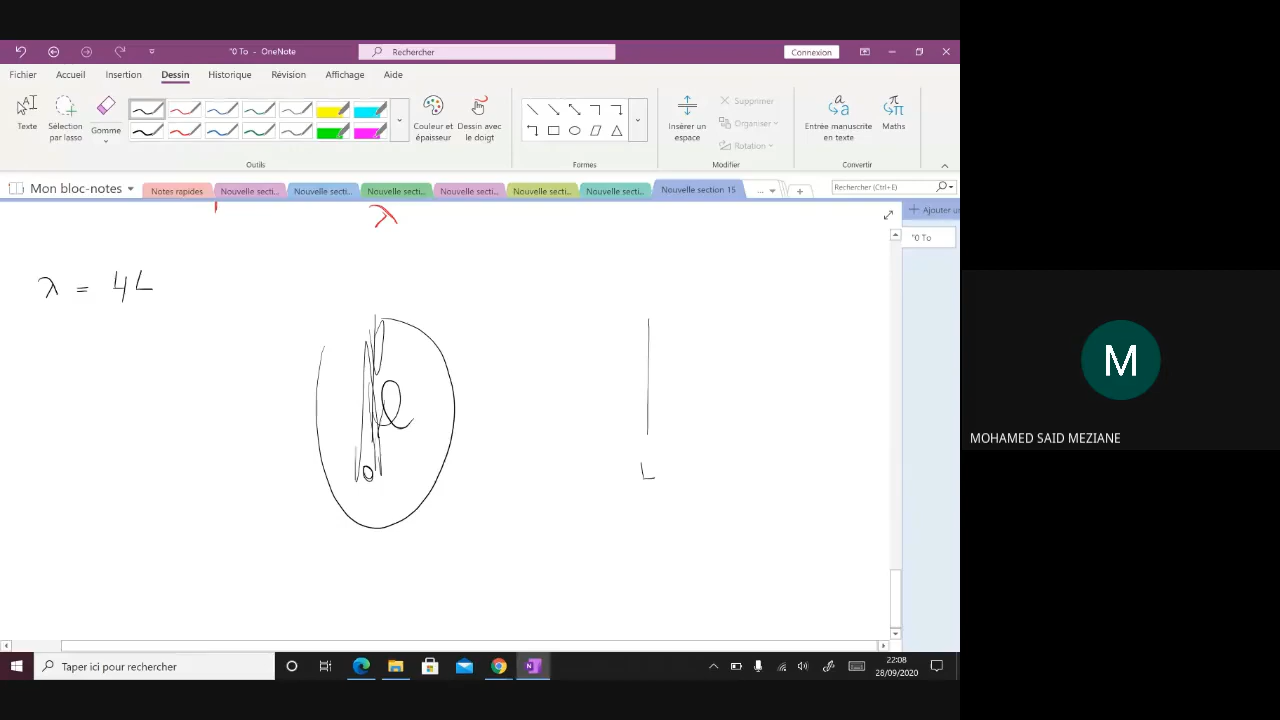 "0 To - OneNote
Rechercher
Connexion
Fichier
Accueil
Insertion
Dessin
Historique
Révision
Affichage
Aide
Texte
Sélection par lasso
Gomme
Couleur et épaisseur
Dessin avec le doigt
Insérer un espace
Supprimer
Organiser
Rotation
a
a
Entrée manuscrite en texte
π
π
Maths
Outils
Formes
Modifier
Convertir
Mon bloc-notes
Notes rapides
Nouvelle secti...
Nouvelle secti...
Nouvelle secti...
Nouvelle secti...
Nouvelle secti...
Nouvelle secti...
Nouvelle section 15
...
Rechercher (Ctrl+E)
Ajouter un
"0 To
λ
λ = 4L
0
L
M
MOHAMED SAID MEZIANE
Taper ici pour rechercher
22:08
28/09/2020